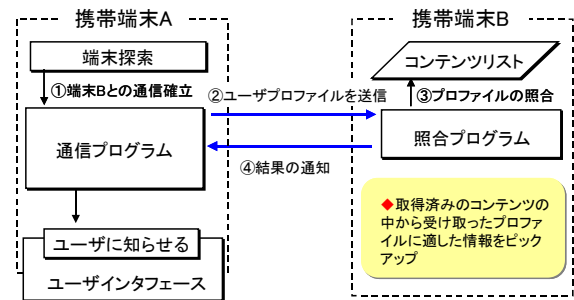 携帯端末A
端末探索
①端末Bとの通信確立
通信プログラム
ユーザに知らせる
ユーザインタフェース
②ユーザプロファイルを送信
④結果の通知
携帯端末B
コンテンツリスト
③プロファイルの照合
照合プログラム
◆取得済みのコンテンツの
中から受け取ったプロファ
イルに適した情報をピック
アップ